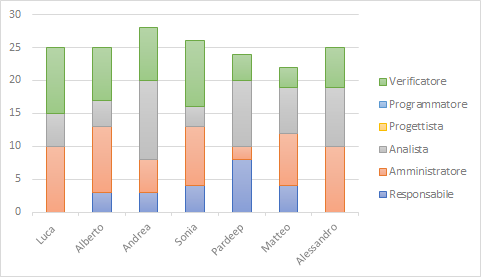 30
25
20
15
10
5
0
Luca
Alberto
Andrea
Sonia
Pardeep
Matteo
Alessandro
Verificatore
Programmatore
Progettista
Analista
Amministratore
Responsabile